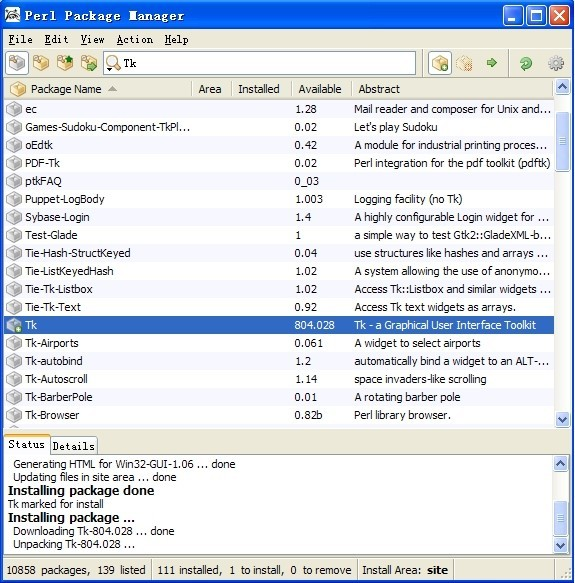 Perl Package Manager
File Edit View Action Help
Tk
Package Name Area Installed Available Abstract
ec 1.28 Mail reader and composer for Unix and...
Games-Sudoku-Component-TkPl... 0.02 Let's play Sudoku
oEdtk 0.42 A module for industrial printing proces...
PDF-Tk 0.02 Perl integration for the pdf toolkit (pdftk)
ptkFAQ 0_03
Puppet-LogBody 1.003 Logging facility (no Tk)
Sybase-Login 1.4 A highly configurable Login widget for ...
Test-Glade 1 a simple way to test Gtk2::GladeXML-b...
Tie-Hash-StructKeyed 0.04 use structures like hashes and arrays ...
Tie-ListKeyedHash 1.02 A system allowing the use of anonymo...
Tie-Tk-Listbox 1.02 Access Tk::Listbox and similar widgets ...
Tie-Tk-Text 0.92 Access Tk text widgets as arrays.
Tk 804.028 Tk - a Graphical User Interface Toolkit
Tk-Airports 0.061 A widget to select airports
Tk-autobind 1.2 automatically bind a widget to an ALT-...
Tk-Autoscroll 1.14 space invaders-like scrolling
Tk-BarberPole 0.01 A rotating barber pole
Tk-Browser 0.82b Perl library browser.
Status Details
Generating HTML for Win32-GUI-1.06 ... done
Updating files in site area ... done
Installing package done
Tk marked for install
Installing package ...
Downloading Tk-804.028 ... done
Unpacking Tk-804.028 ...
10858 packages, 139 listed 111 installed, 1 to install, 0 to remove Install Area: site